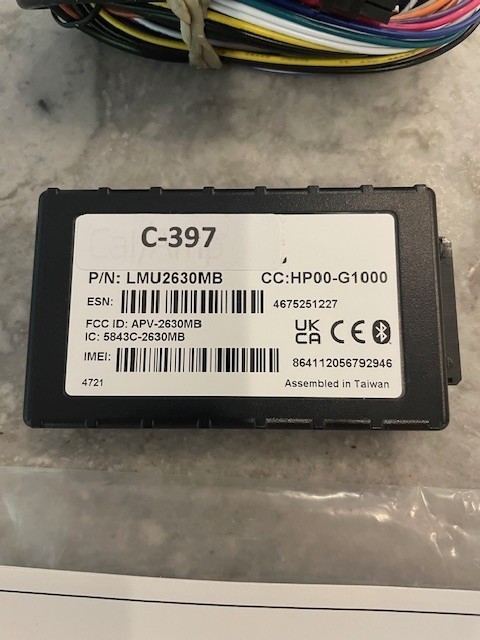 C-397
P/N: LMU2630MB CC:HP00-G1000
ESN: 4675251227
FCC ID: APV-2630MB
IC: 5843C-2630MB
UK
CA
CE
IMEI: 864112056792946
4721 Assembled in Taiwan